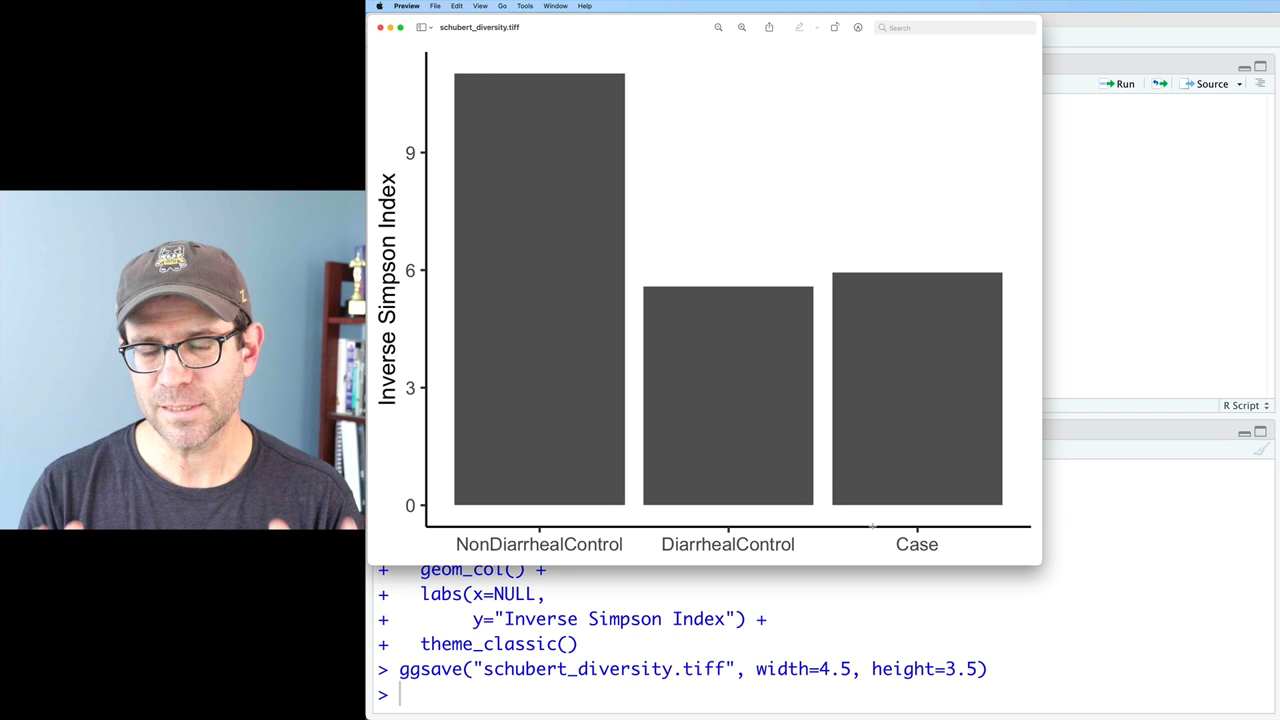 Preview File Edit View Go Tools Window Help
schubert_diversity.tiff
Search
Run
Source
9
6
3
0
Inverse Simpson Index
NonDiarrhealControl
DiarrhealControl
Case
R Script
+ geom_col() +
+ labs(x=NULL,
+ y="Inverse Simpson Index") +
+ theme_classic()
> ggsave("schubert_diversity.tiff", width=4.5, height=3.5)
>
Z